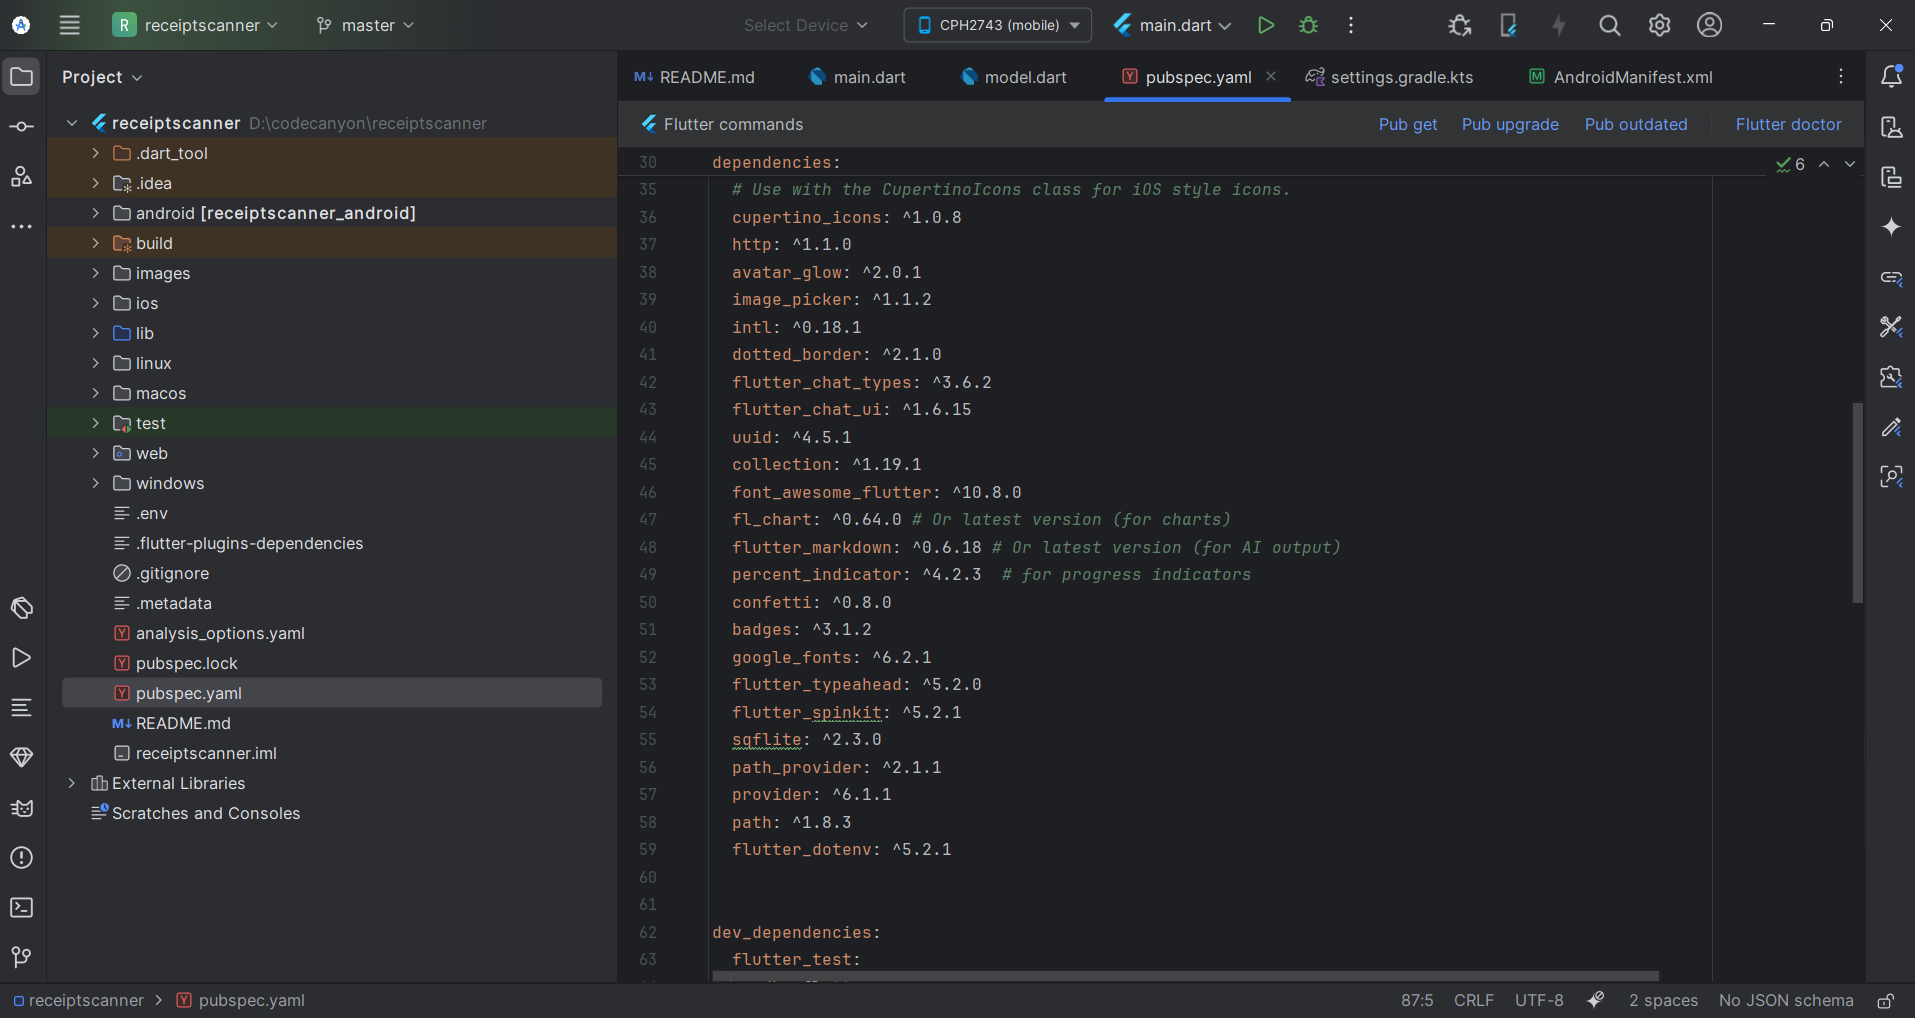 R receiptscanner
master
Select Device
CPH2743 (mobile)
main.dart
Project
README.md
main.dart
model.dart
pubspec.yaml
settings.gradle.kts
AndroidManifest.xml
receiptscanner D:\codecanyon\receiptscanner
.dart_tool
.idea
android [receiptscanner_android]
build
images
ios
lib
linux
macos
test
web
windows
.env
.flutter-plugins-dependencies
.gitignore
.metadata
analysis_options.yaml
pubspec.lock
pubspec.yaml
README.md
receiptscanner.iml
External Libraries
Scratches and Consoles
Flutter commands
Pub get
Pub upgrade
Pub outdated
Flutter doctor
6
30 dependencies:
35 # Use with the CupertinoIcons class for iOS style icons.
36 cupertino_icons: ^1.0.8
37 http: ^1.1.0
38 avatar_glow: ^2.0.1
39 image_picker: ^1.1.2
40 intl: ^0.18.1
41 dotted_border: ^2.1.0
42 flutter_chat_types: ^3.6.2
43 flutter_chat_ui: ^1.6.15
44 uuid: ^4.5.1
45 collection: ^1.19.1
46 font_awesome_flutter: ^10.8.0
47 fl_chart: ^0.64.0 # Or latest version (for charts)
48 flutter_markdown: ^0.6.18 # Or latest version (for AI output)
49 percent_indicator: ^4.2.3  # for progress indicators
50 confetti: ^0.8.0
51 badges: ^3.1.2
52 google_fonts: ^6.2.1
53 flutter_typeahead: ^5.2.0
54 flutter_spinkit: ^5.2.1
55 sqflite: ^2.3.0
56 path_provider: ^2.1.1
57 provider: ^6.1.1
58 path: ^1.8.3
59 flutter_dotenv: ^5.2.1
60
61
62 dev_dependencies:
63 flutter_test:
receiptscanner > pubspec.yaml
87:5
CRLF
UTF-8
2 spaces
No JSON schema